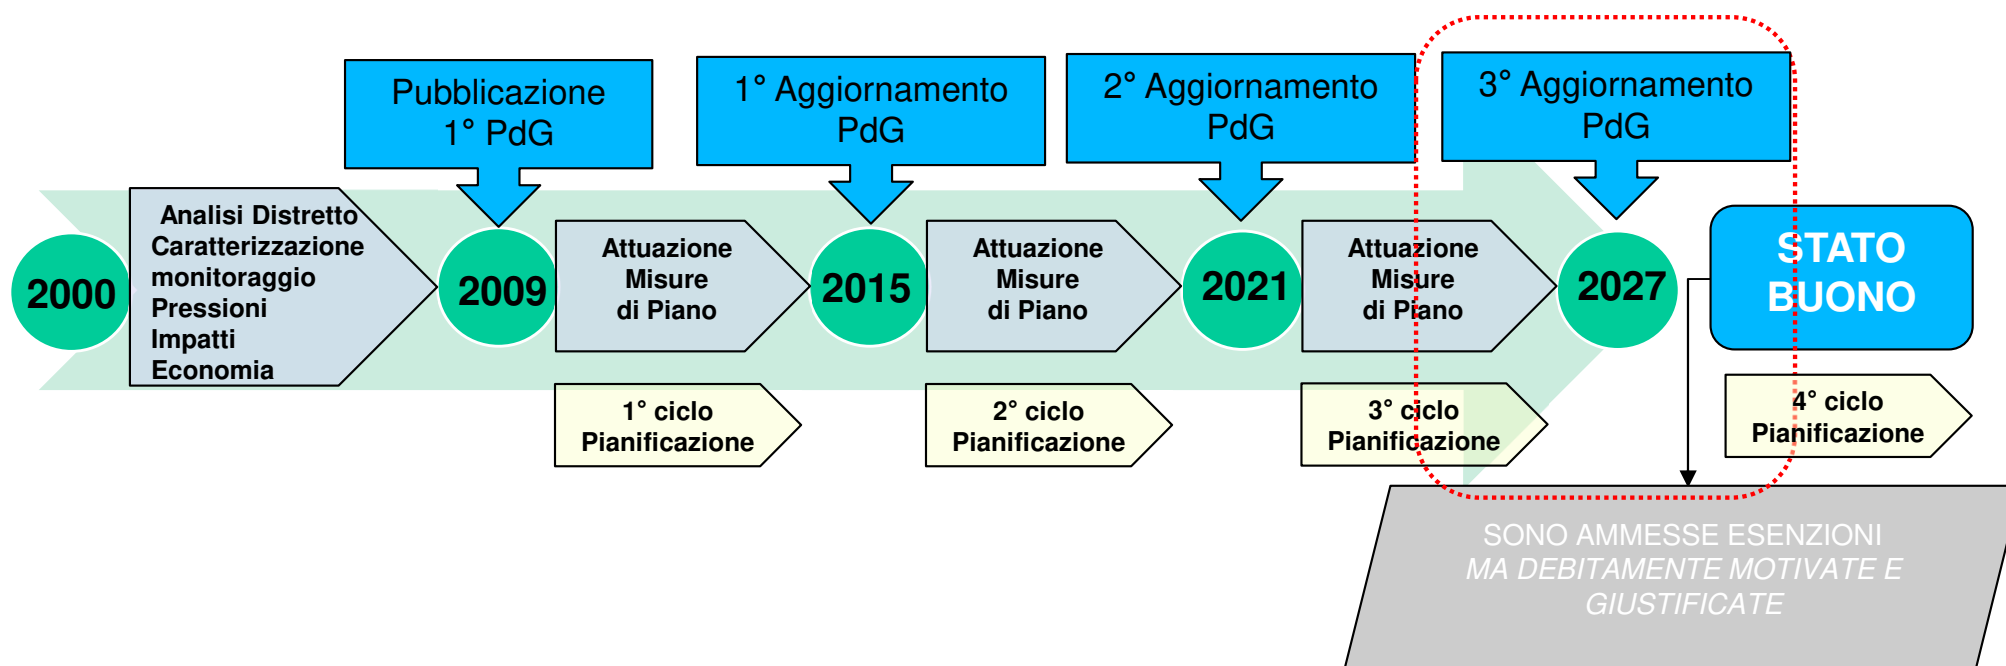 Pubblicazione
1° PdG
1° Aggiornamento
PdG
2° Aggiornamento
PdG
3° Aggiornamento
PdG
2000
Analisi Distretto
Caratterizzazione
monitoraggio
Pressioni
Impatti
Economia
2009
Attuazione
Misure
di Piano
2015
Attuazione
Misure
di Piano
2021
Attuazione
Misure
di Piano
2027
STATO
BUONO
1° ciclo
Pianificazione
2° ciclo
Pianificazione
3° ciclo
Pianificazione
4° ciclo
Pianificazione
SONO AMMESSE ESENZIONI
MA DEBITAMENTE MOTIVATE E
GIUSTIFICATE